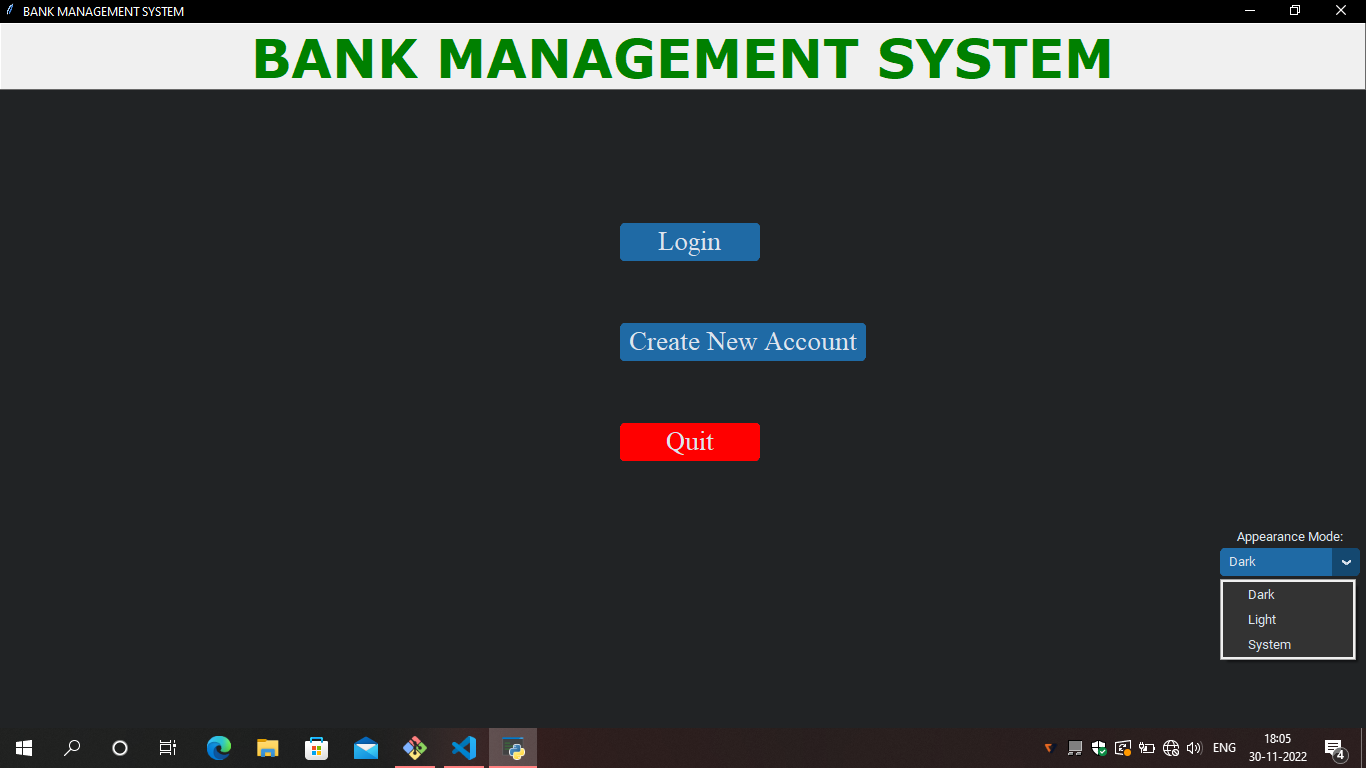 BANK MANAGEMENT SYSTEM
BANK MANAGEMENT SYSTEM
Login
Create New Account
Quit
Appearance Mode:
Dark
Dark
Light
System
ENG
18:05
30-11-2022
4